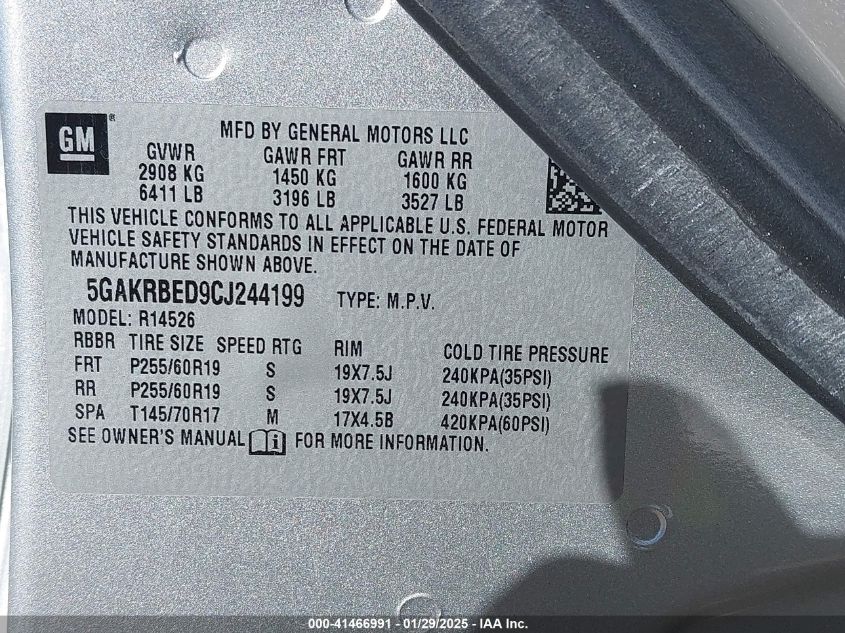 GM ®
MFD BY GENERAL MOTORS LLC
GVWR GAWR FRT GAWR RR
2908 KG 1450 KG 1600 KG
6411 LB 3196 LB 3527 LB
THIS VEHICLE CONFORMS TO ALL APPLICABLE U.S. FEDERAL MOTOR
VEHICLE SAFETY STANDARDS IN EFFECT ON THE DATE OF
MANUFACTURE SHOWN ABOVE.
5GAKRBED9CJ244199 TYPE: M.P.V.
MODEL: R14526
RBBR TIRE SIZE SPEED RTG RIM COLD TIRE PRESSURE
FRT P255/60R19 S 19X7.5J 240KPA(35PSI)
RR P255/60R19 S 19X7.5J 240KPA(35PSI)
SPA T145/70R17 M 17X4.5B 420KPA(60PSI)
SEE OWNER'S MANUAL i FOR MORE INFORMATION.
000-41466991 - 01/29/2025 - IAA Inc.